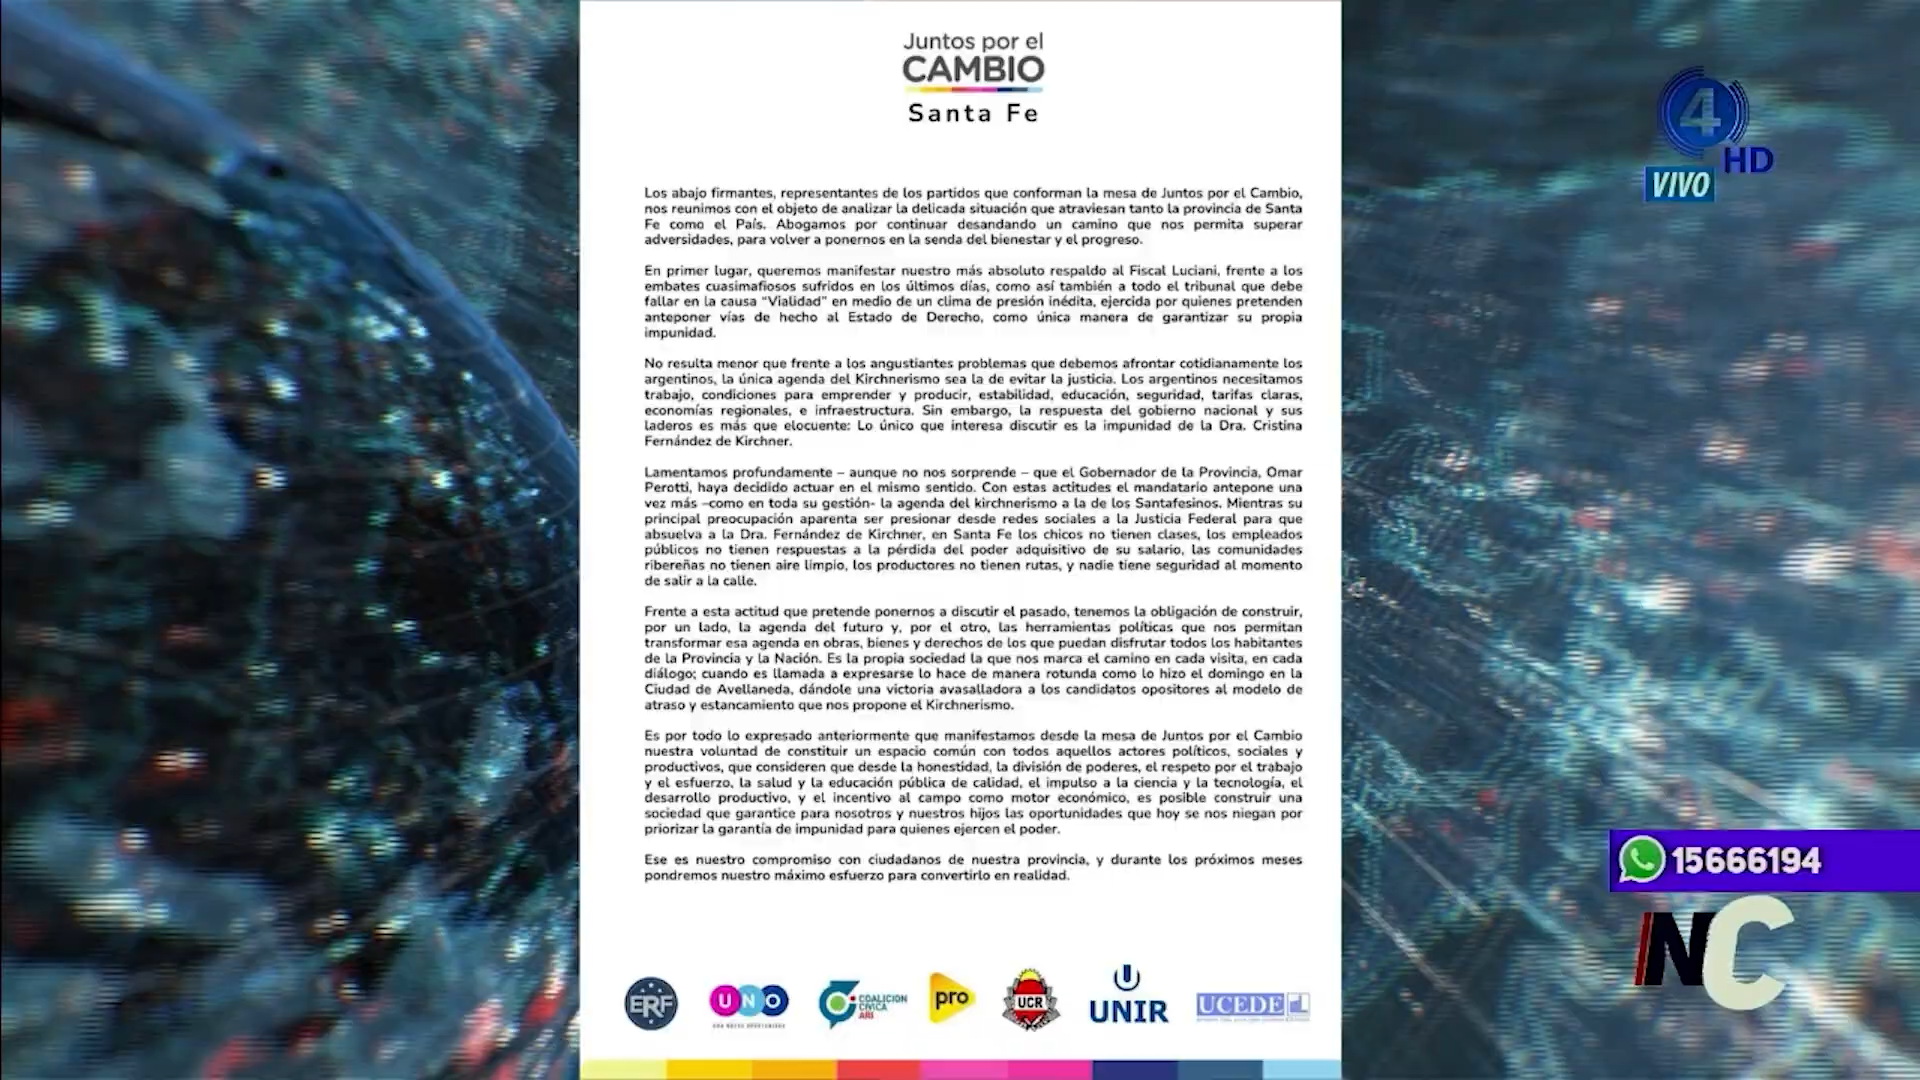 Juntos por el
CAMBIO
Santa Fe
4
HD
VIVO
Los abajo firmantes, representantes de los partidos que conforman la mesa de Juntos por el Cambio,
nos reunimos con el objeto de analizar la delicada situación que atraviesan tanto la provincia de Santa
Fe como el País. Abogamos por continuar desandando un camino que nos permita superar
adversidades, para volver a ponernos en la senda del bienestar y el progreso.
En primer lugar, queremos manifestar nuestro más absoluto respaldo al Fiscal Luciani, frente a los
embates cuasimafiosos sufridos en los últimos días, como así también a todo el tribunal que debe
fallar en la causa “Vialidad” en medio de un clima de presión inédita, ejercida por quienes pretenden
anteponer vías de hecho al Estado de Derecho, como única manera de garantizar su propia
impunidad.
No resulta menor que frente a los angustiantes problemas que debemos afrontar cotidianamente los
argentinos, la única agenda del Kirchnerismo sea la de evitar la justicia. Los argentinos necesitamos
trabajo, condiciones para emprender y producir, estabilidad, educación, seguridad, tarifas claras,
economías regionales, e infraestructura. Sin embargo, la respuesta del gobierno nacional y sus
laderos es más que elocuente: Lo único que interesa discutir es la impunidad de la Dra. Cristina
Fernández de Kirchner.
Lamentamos profundamente – aunque no nos sorprende – que el Gobernador de la Provincia, Omar
Perotti, haya decidido actuar en el mismo sentido. Con estas actitudes el mandatario antepone una
vez más –como en toda su gestión- la agenda del kirchnerismo a la de los Santafesinos. Mientras su
principal preocupación aparenta ser presionar desde redes sociales a la Justicia Federal para que
absuelva a la Dra. Fernández de Kirchner, en Santa Fe los chicos no tienen clases, los empleados
públicos no tienen respuestas a la pérdida del poder adquisitivo de su salario, las comunidades
ribereñas no tienen aire limpio, los productores no tienen rutas, y nadie tiene seguridad al momento
de salir a la calle.
Frente a esta actitud que pretende ponernos a discutir el pasado, tenemos la obligación de construir,
por un lado, la agenda del futuro y, por el otro, las herramientas políticas que nos permitan
transformar esa agenda en obras, bienes y derechos de los que puedan disfrutar todos los habitantes
de la Provincia y la Nación. Es la propia sociedad la que nos marca el camino en cada visita, en cada
diálogo; cuando es llamada a expresarse lo hace de manera rotunda como lo hizo el domingo en la
Ciudad de Avellaneda, dándole una victoria avasalladora a los candidatos opositores al modelo de
atraso y estancamiento que nos propone el Kirchnerismo.
Es por todo lo expresado anteriormente que manifestamos desde la mesa de Juntos por el Cambio
nuestra voluntad de constituir un espacio común con todos aquellos actores políticos, sociales y
productivos, que consideren que desde la honestidad, la división de poderes, el respeto por el trabajo
y el esfuerzo, la salud y la educación pública de calidad, el impulso a la ciencia y la tecnología, el
desarrollo productivo, y el incentivo al campo como motor económico, es posible construir una
sociedad que garantice para nosotros y nuestros hijos las oportunidades que hoy se nos niegan por
priorizar la garantía de impunidad para quienes ejercen el poder.
Ese es nuestro compromiso con ciudadanos de nuestra provincia, y durante los próximos meses
pondremos nuestro máximo esfuerzo para convertirlo en realidad.
15666194
NC
ERF
UNO
COALICION
CIVICA
ARI
pro
UCR
UNIR
UCEDE